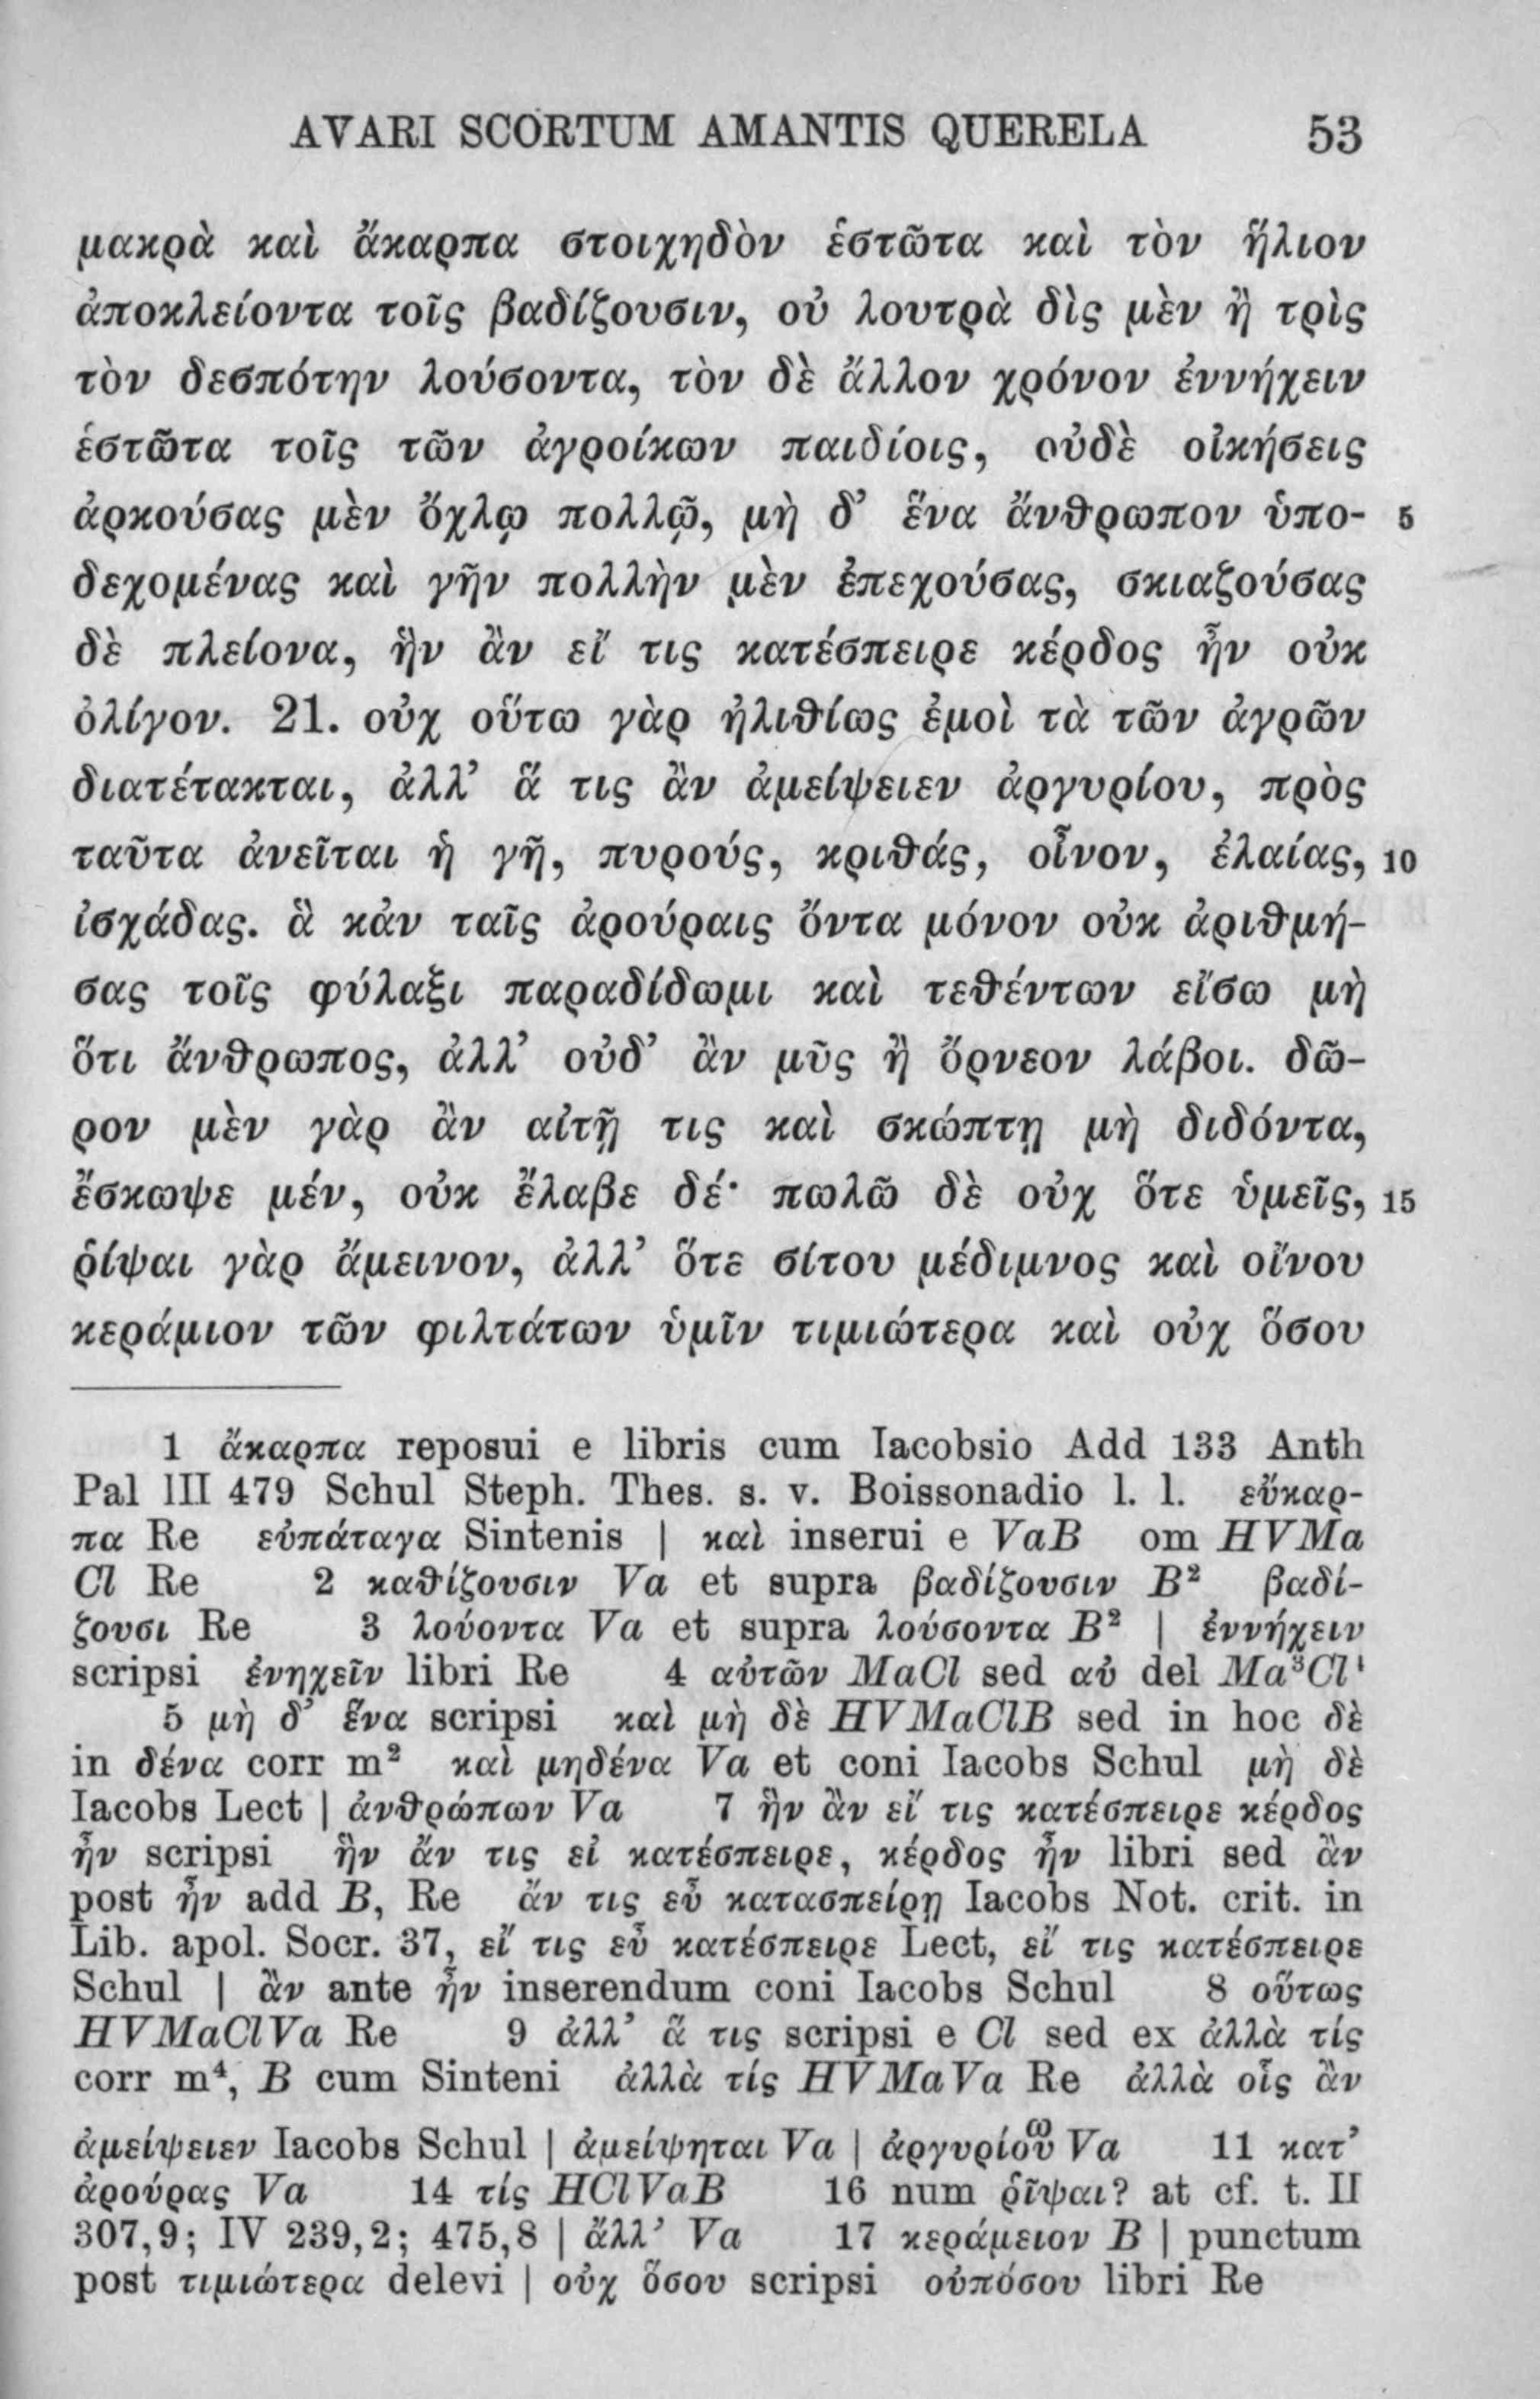 AVARI SCORTUM AMANTIS QUERELA 53
μακρὰ καὶ ἄκαρπα στοιχηδὸν ἑστῶτα καὶ τὸν ἥλιον
ἀποκλείοντα τοῖς βαδίζουσιν, οὐ λουτρὰ δὶς μὲν ἢ τρὶς
τὸν δεσπότην λούσοντα, τὸν δὲ ἄλλον χρόνον ἐννήχειν
ἑστῶτα τοῖς τῶν ἀγροίκων παιδίοις, οὐδὲ οἰκήσεις
ἀρκούσας μὲν ὄχλῳ πολλῷ, μὴ δ’ ἕνα ἄνθρωπον ὑπο- 5
δεχομένας καὶ γῆν πολλὴν μὲν ἐπεχούσας, σκιαζούσας
δὲ πλείονα, ἣν ἂν εἴ τις κατέσπειρε κέρδος ἦν οὐκ
ὀλίγον. 21. οὐχ οὕτω γὰρ ἠλιθίως ἐμοὶ τὰ τῶν ἀγρῶν
διατέτακται, ἀλλ’ ἅ τις ἂν ἀμείψειεν ἀργυρίου, πρὸς
ταῦτα ἀνεῖται ἡ γῆ, πυρούς, κριθάς, οἶνον, ἐλαίας, 10
ἰσχάδας. ἃ κἀν ταῖς ἀρούραις ὄντα μόνον οὐκ ἀριθμή-
σας τοῖς φύλαξι παραδίδωμι καὶ τεθέντων εἴσω μὴ
ὅτι ἄνθρωπος, ἀλλ’ οὐδ’ ἂν μῦς ἢ ὄρνεον λάβοι. δῶ-
ρον μὲν γὰρ ἂν αἰτῇ τις καὶ σκώπτῃ μὴ διδόντα,
ἔσκωψε μέν, οὐκ ἔλαβε δέ· πωλῶ δὲ οὐχ ὅτε ὑμεῖς, 15
ῥίψαι γὰρ ἄμεινον, ἀλλ’ ὅτε σίτου μέδιμνος καὶ οἴνου
κεράμιον τῶν φιλτάτων ὑμῖν τιμιώτερα καὶ οὐχ ὅσου
1 ἄκαρπα reposui e libris cum Iacobsio Add 133 Anth
Pal III 479 Schul Steph. Thes. s. v. Boissonadio l. l. εὔκαρ-
πα Re εὐπάταγα Sintenis | καὶ inserui e VaB om HVMa
Cl Re 2 καθίζουσιν Va et supra βαδίζουσιν B² βαδί-
ζουσι Re 3 λούοντα Va et supra λούσοντα B² | ἐννήχειν
scripsi ἐνηχεῖν libri Re 4 αὐτῶν MaCl sed αὐ del Ma³Cl¹
5 μὴ δ’ ἕνα scripsi καὶ μὴ δὲ HVMaClB sed in hoc δὲ
in δένα corr m² καὶ μηδένα Va et coni Iacobs Schul μὴ δὲ
Iacobs Lect | ἀνθρώπων Va 7 ἣν ἂν εἴ τις κατέσπειρε κέρδος
ἦν scripsi ἣν ἄν τις εἰ κατέσπειρε, κέρδος ἦν libri sed ἂν
post ἦν add B, Re ἄν τις εὖ κατασπείρῃ Iacobs Not. crit. in
Lib. apol. Socr. 37, εἴ τις εὖ κατέσπειρε Lect, εἴ τις κατέσπειρε
Schul | ἂν ante ἦν inserendum coni Iacobs Schul 8 οὕτως
HVMaClVa Re 9 ἀλλ’ ἅ τις scripsi e Cl sed ex ἀλλὰ τίς
corr m⁴, B cum Sinteni ἀλλὰ τίς HVMaVa Re ἀλλὰ οἷς ἂν
ἀμείψειεν Iacobs Schul | ἀμείψηται Va | ἀργυρίοῦ ω Va 11 κατ’
ἀρούρας Va 14 τίς HClVaB 16 num ῥῖψαι? at cf. t. II
307,9; IV 239,2; 475,8 | ἄλλ’ Va 17 κεράμειον B | punctum
post τιμιώτερα delevi | οὐχ ὅσου scripsi οὐπόσου libri Re